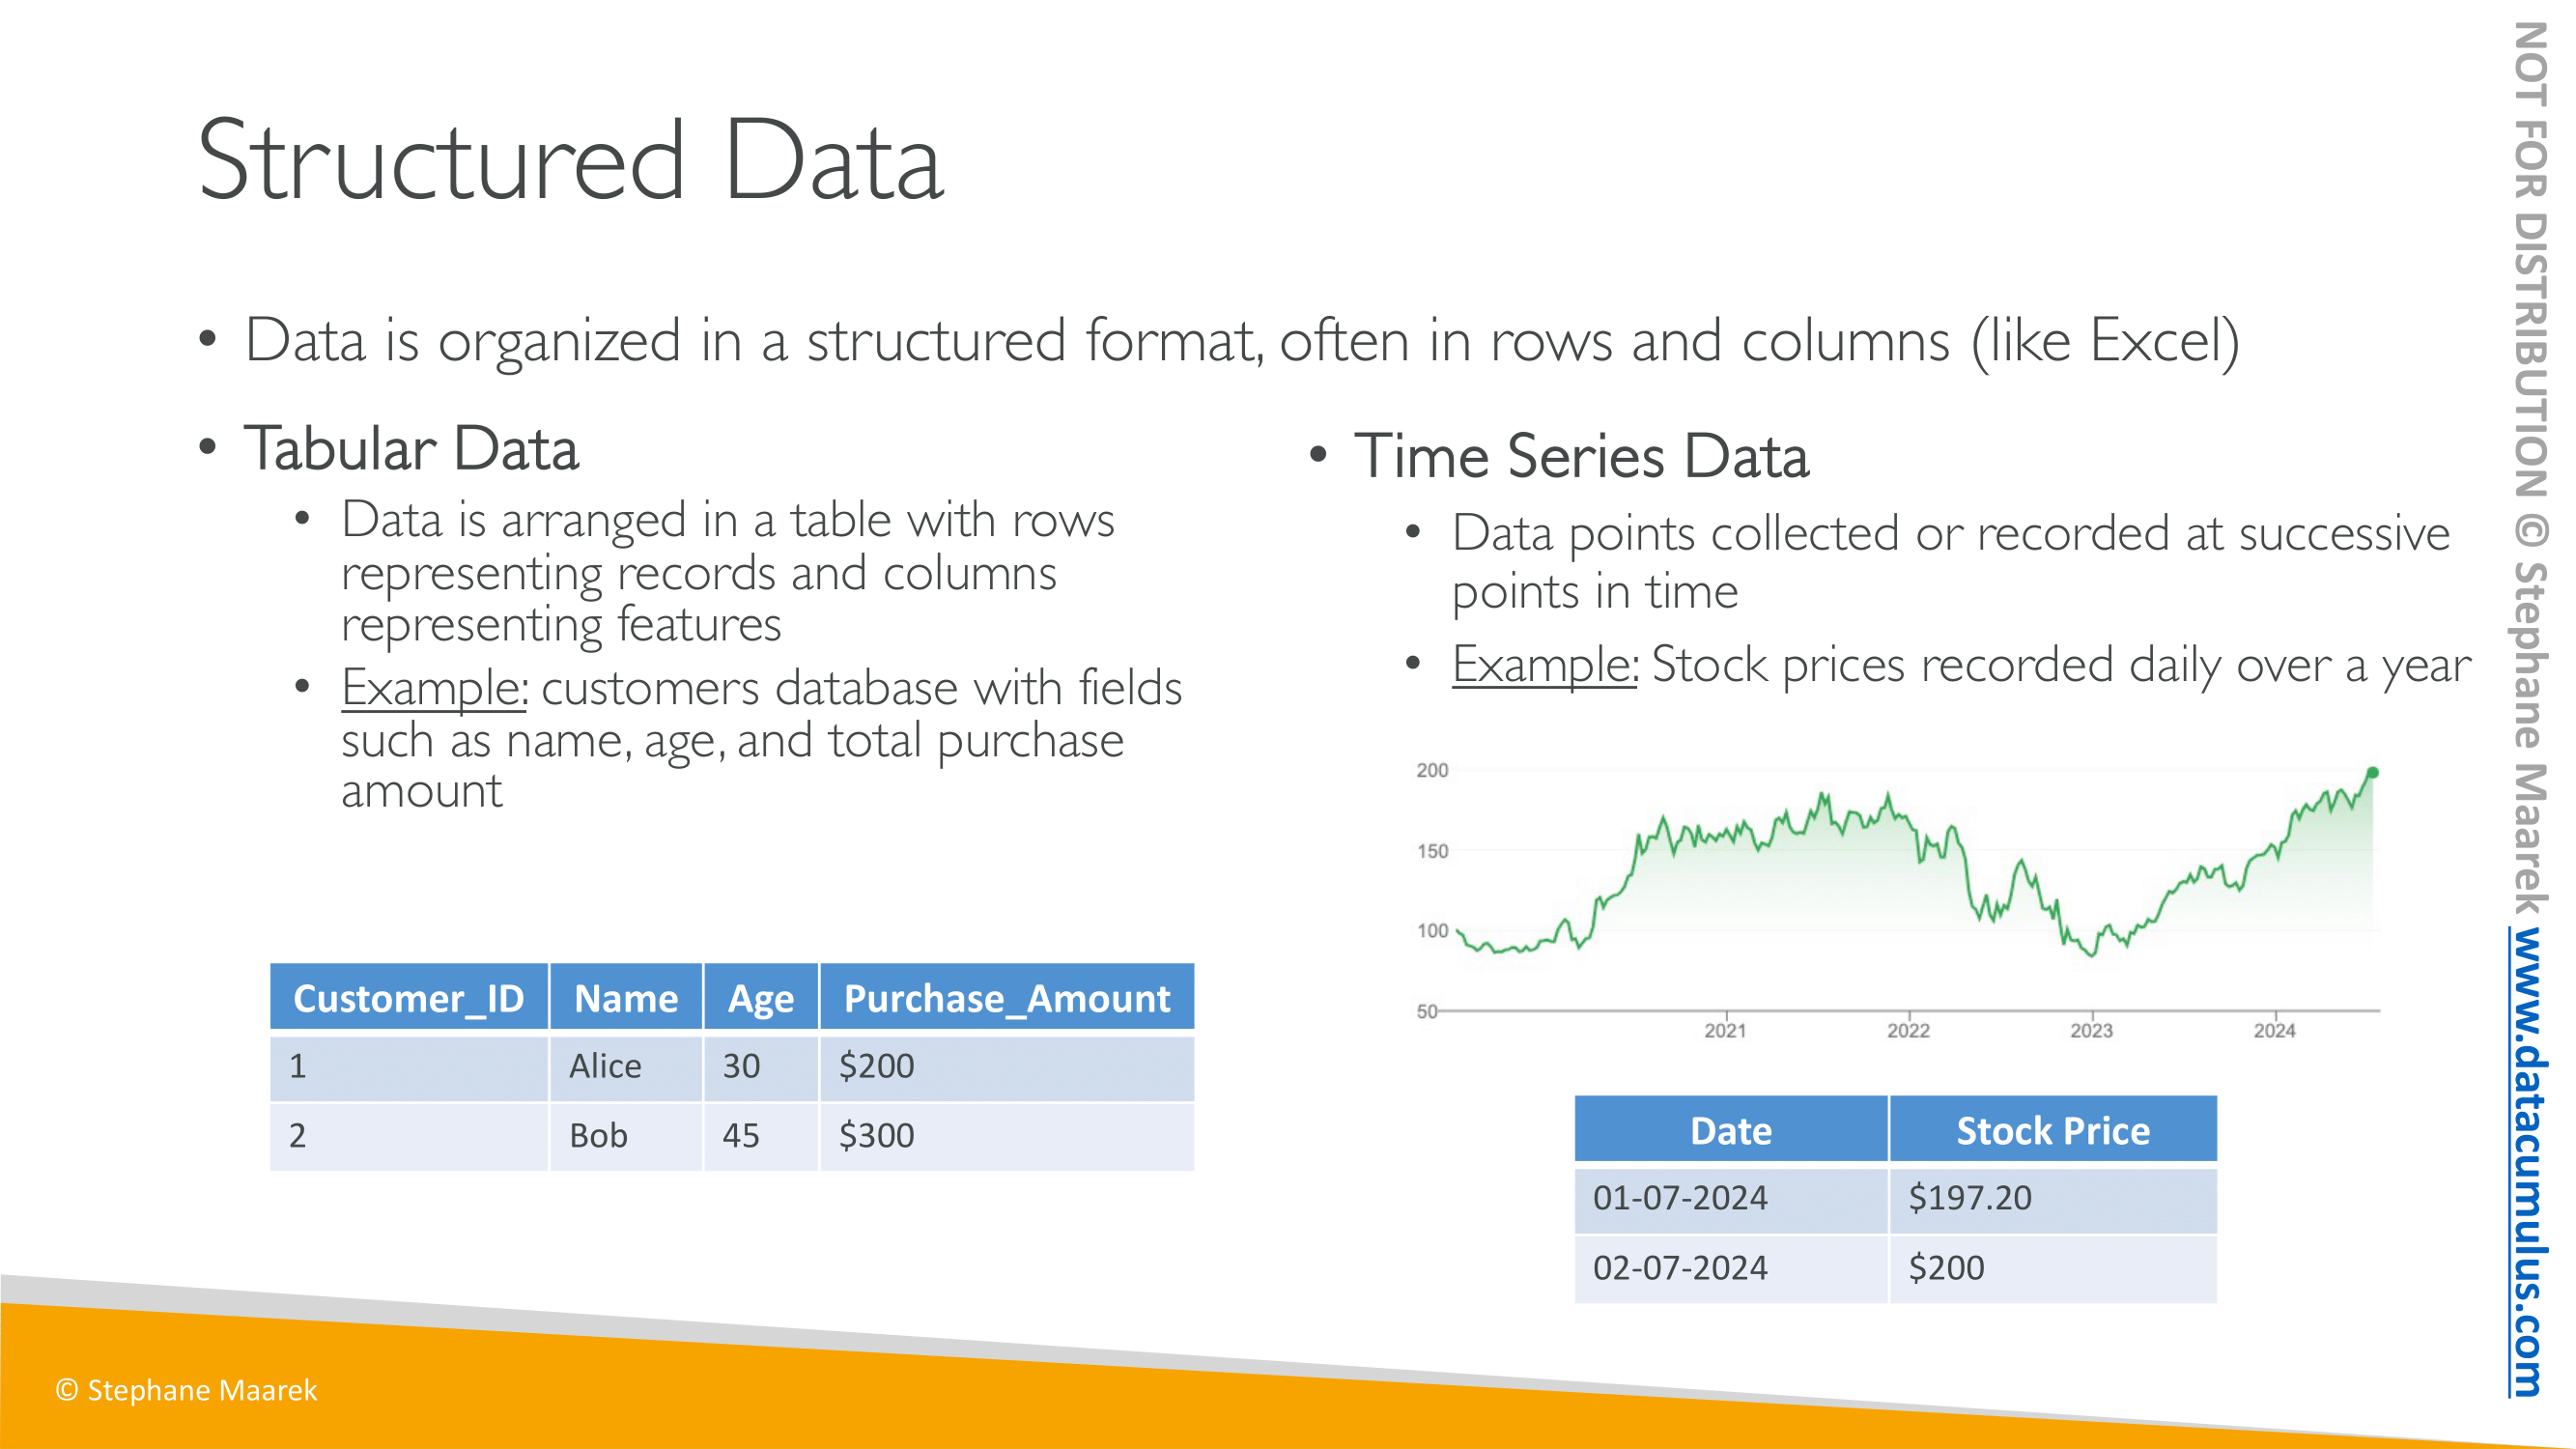 Structured Data
• Data is organized in a structured format, often in rows and columns (like Excel)
• Tabular Data
• Data is arranged in a table with rows
representing records and columns
representing features
• Example: customers database with fields
such as name, age, and total purchase
amount
Customer_ID Name Age Purchase_Amount
1 Alice 30 $200
2 Bob 45 $300
• Time Series Data
• Data points collected or recorded at successive
points in time
• Example: Stock prices recorded daily over a year
200
150
100
50
2021 2022 2023 2024
Date Stock Price
01-07-2024 $197.20
02-07-2024 $200
© Stephane Maarek
NOT FOR DISTRIBUTION © Stephane Maarek www.datacumulus.com